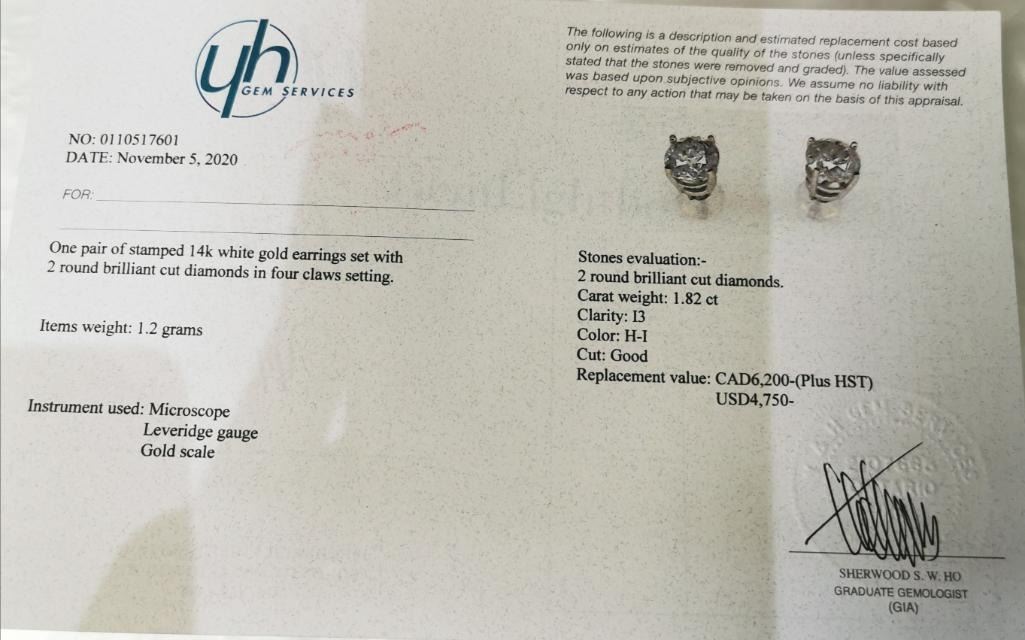 yh
GEM SERVICES
The following is a description and estimated replacement cost based
only on estimates of the quality of the stones (unless specifically
stated that the stones were removed and graded). The value assessed
was based upon subjective opinions. We assume no liability with
respect to any action that may be taken on the basis of this appraisal.
NO: 0110517601
DATE: November 5, 2020
FOR:
One pair of stamped 14k white gold earrings set with
2 round brilliant cut diamonds in four claws setting.
Items weight: 1.2 grams
Instrument used: Microscope
Leveridge gauge
Gold scale
Stones evaluation:-
2 round brilliant cut diamonds.
Carat weight: 1.82 ct
Clarity: I3
Color: H-I
Cut: Good
Replacement value: CAD6,200-(Plus HST)
USD4,750-
GEM SERVICES
SHERWOOD S. W. HO
GRADUATE GEMOLOGIST
(GIA)